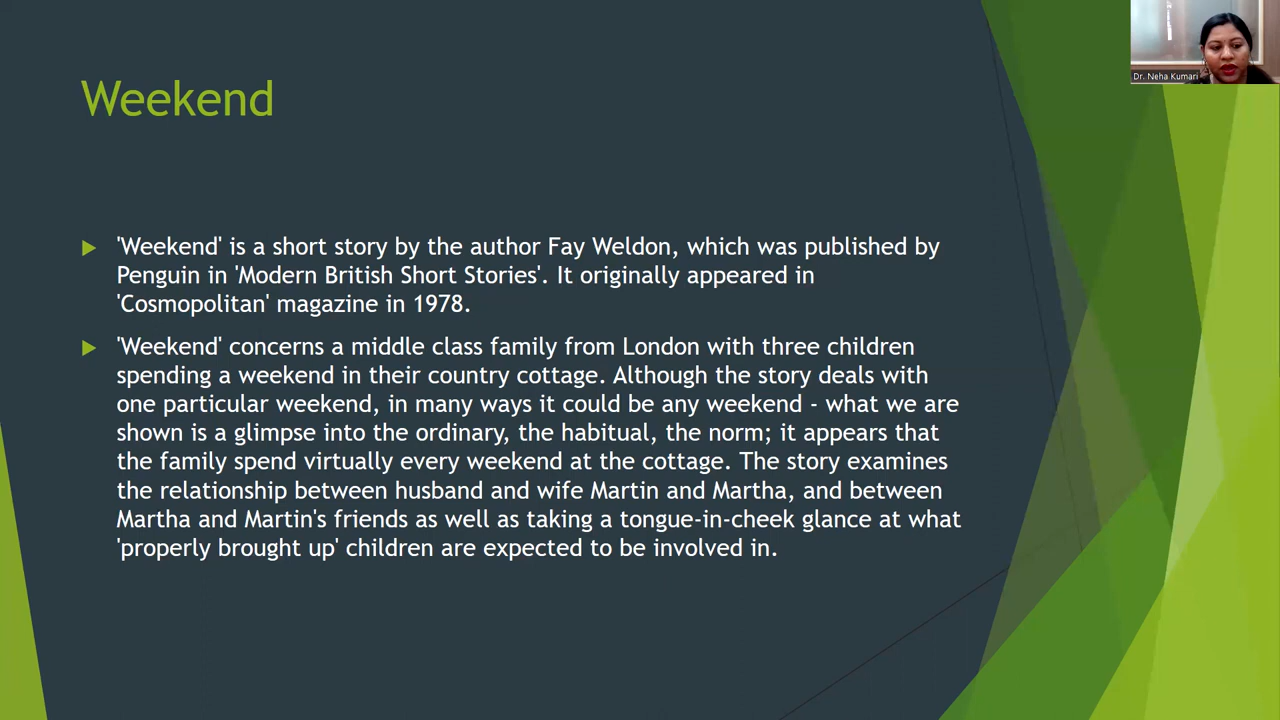 Dr. Neha Kumari
Weekend
'Weekend' is a short story by the author Fay Weldon, which was published by
Penguin in 'Modern British Short Stories'. It originally appeared in
'Cosmopolitan' magazine in 1978.
'Weekend' concerns a middle class family from London with three children
spending a weekend in their country cottage. Although the story deals with
one particular weekend, in many ways it could be any weekend - what we are
shown is a glimpse into the ordinary, the habitual, the norm; it appears that
the family spend virtually every weekend at the cottage. The story examines
the relationship between husband and wife Martin and Martha, and between
Martha and Martin's friends as well as taking a tongue-in-cheek glance at what
'properly brought up' children are expected to be involved in.